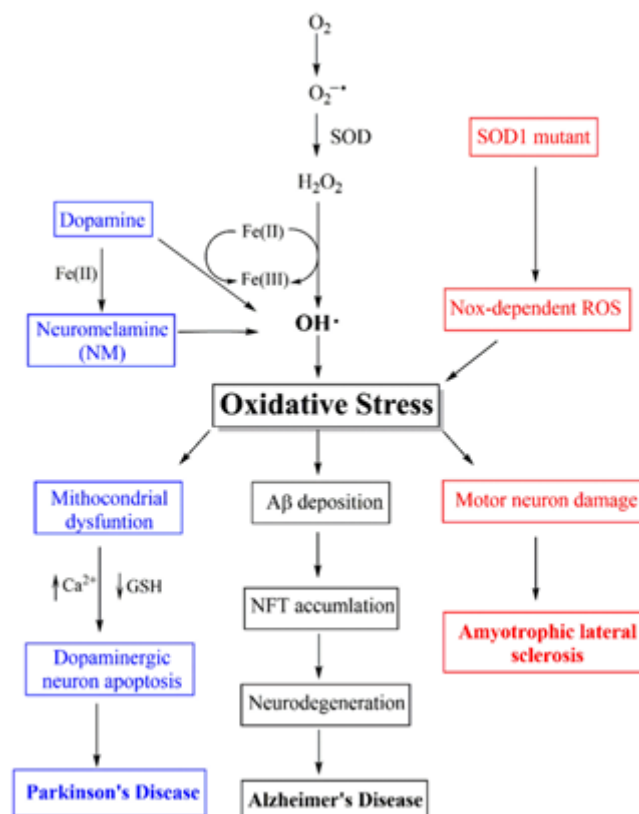 O₂
O₂⁻•
SOD
SOD1 mutant
H₂O₂
Dopamine
Fe(II)
Fe(II)
Fe(III)
Neuromelamine
(NM)
OH·
Nox-dependent ROS
Oxidative Stress
Mithocondrial
dysfuntion
Aβ deposition
Motor neuron damage
Ca²⁺
GSH
NFT accumlation
Amyotrophic lateral
sclerosis
Dopaminergic
neuron apoptosis
Neurodegeneration
Parkinson's Disease
Alzheimer's Disease